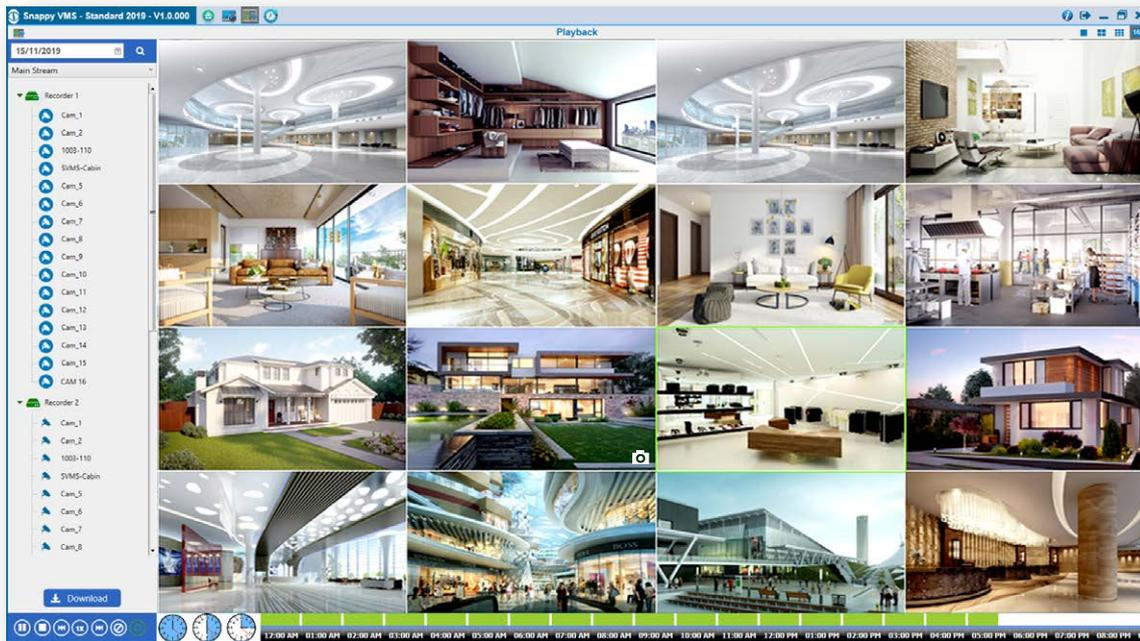 Snappy VMS - Standard 2019 - V1.0.000
Playback
15/11/2019
Main Stream
Recorder 1
Cam_1
Cam_2
1003-110
SVMS-Cabin
Cam_5
Cam_6
Cam_7
Cam_8
Cam_9
Cam_10
Cam_11
Cam_12
Cam_13
Cam_14
Cam_15
CAM 16
Recorder 2
Cam_1
Cam_2
1003-110
SVMS-Cabin
Cam_5
Cam_6
Cam_7
Cam_8
BOSS
Download
1X
12:00 AM 01:00 AM 02:00 AM 03:00 AM 04:00 AM 05:00 AM 06:00 AM 07:00 AM 08:00 AM 09:00 AM 10:00 AM 11:00 AM 12:00 PM 01:00 PM 02:00 PM 03:00 PM 04:00 PM 05:00 PM 06:00 PM 07:00 PM 08:00 PM